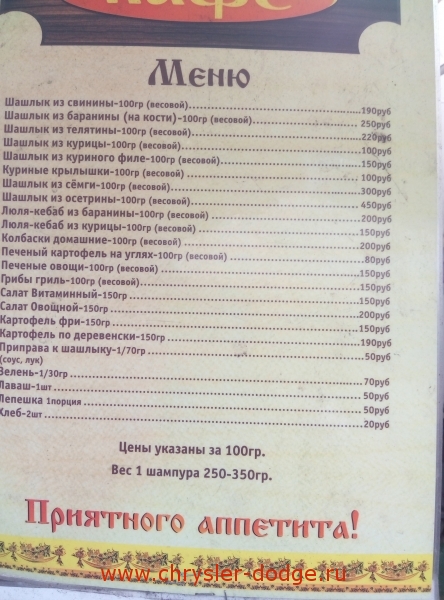 кафе
Меню
Шашлык из свинины-100гр (весовой)...190руб
Шашлык из баранины (на кости)-100гр (весовой)...250руб
Шашлык из телятины-100гр (весовой)...220руб
Шашлык из курицы-100гр (весовой)...100руб
Шашлык из куриного филе-100гр (весовой)...150руб
Куриные крылышки-100гр (весовой)...100руб
Шашлык из сёмги-100гр (весовой)...300руб
Шашлык из осетрины-100гр (весовой)...450руб
Люля-кебаб из баранины-100гр (весовой)...200руб
Люля-кебаб из курицы-100гр (весовой)...150руб
Колбаски домашние-100гр (весовой)...200руб
Печеный картофель на углях-100гр (весовой)...80руб
Печеные овощи-100гр (весовой)...150руб
Грибы гриль-100гр (весовой)...150руб
Салат Витаминный-150гр...150руб
Салат Овощной-150гр...200руб
Картофель фри-150гр...150руб
Картофель по деревенски-150гр...190руб
Приправа к шашлыку-1/70гр...50руб
(соус, лук)
Зелень-1/30гр...70руб
Лаваш-1шт...50руб
Лепешка 1порция...50руб
Хлеб-2шт...20руб
Цены указаны за 100гр.
Вес 1 шампура 250-350гр.
Приятного аппетита!
www.chrysler-dodge.ru